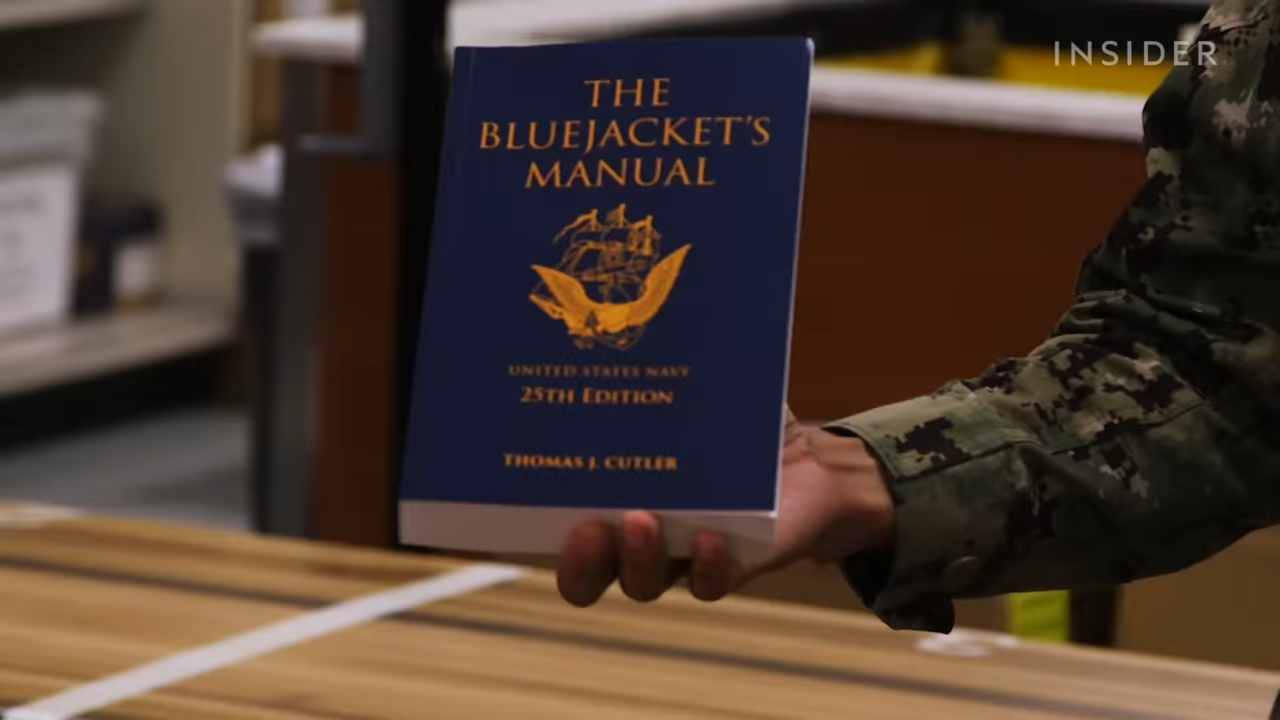 INSIDER
THE
BLUEJACKET'S
MANUAL
UNITED STATES NAVY
25TH EDITION
THOMAS J. CUTLER